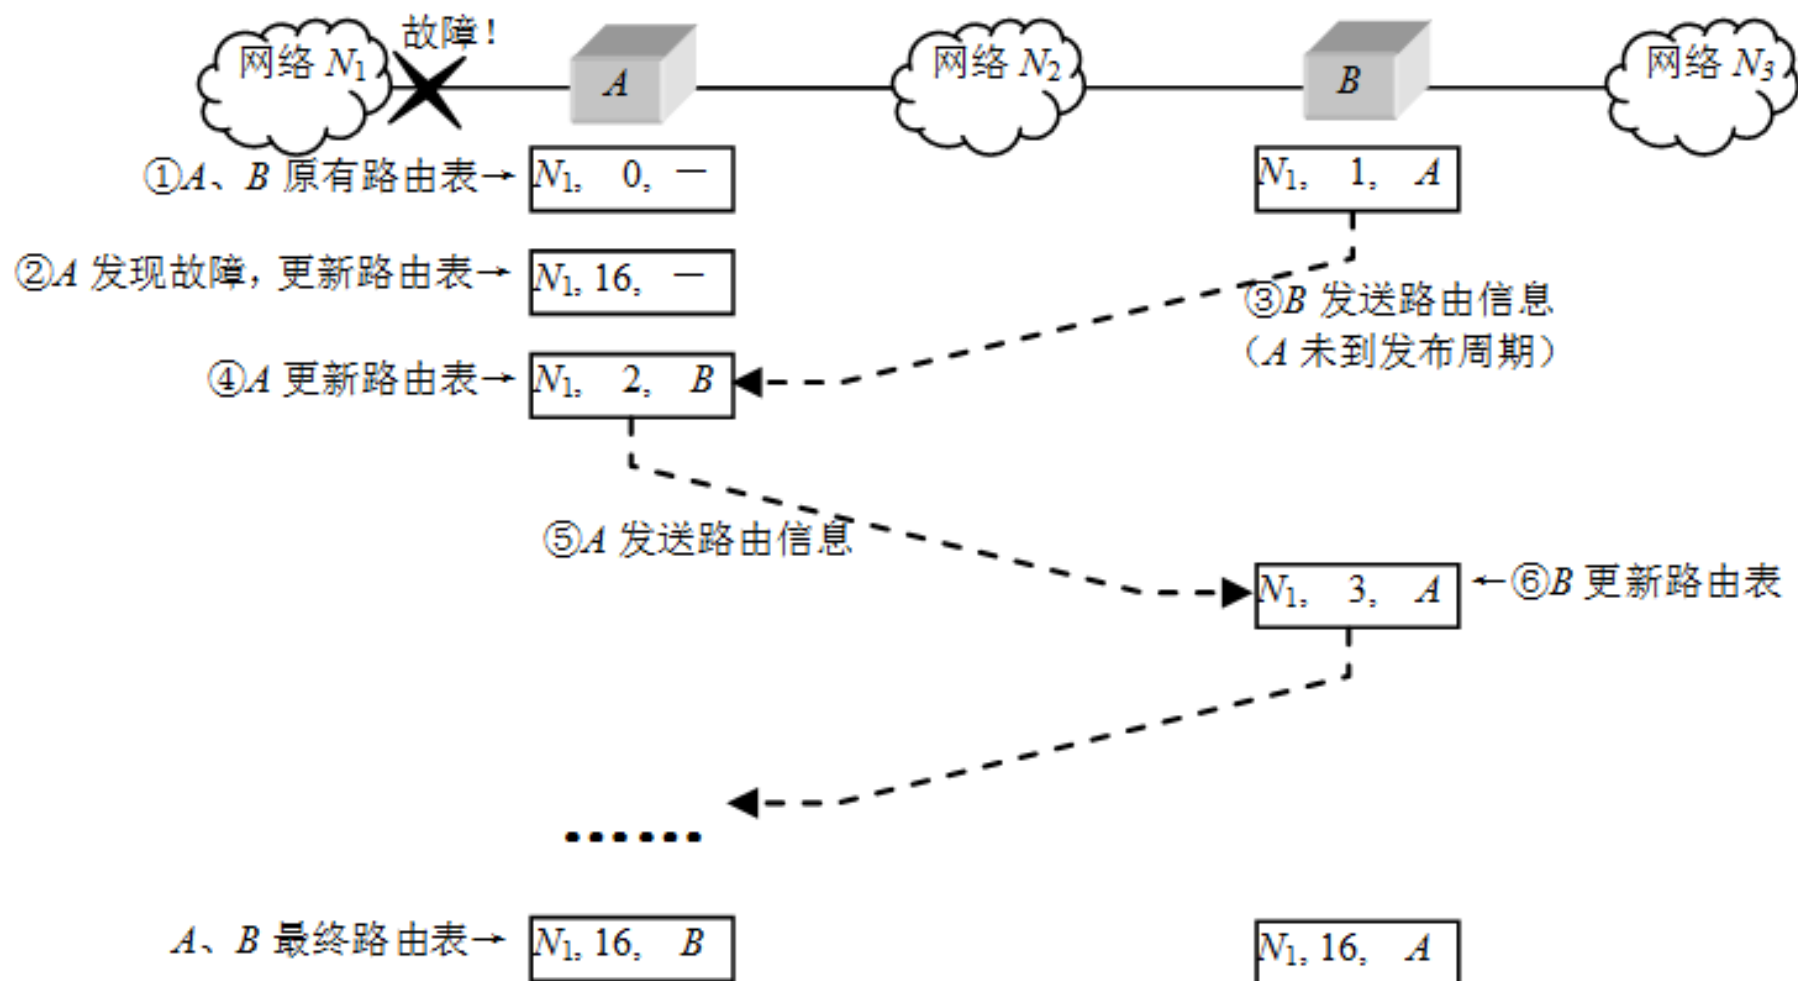 故障!
网络 N1
A
网络 N2
B
网络 N3
①A、B 原有路由表→
N1, 0, —
N1, 1, A
②A 发现故障,更新路由表→
N1, 16, —
③B 发送路由信息
(A 未到发布周期)
④A 更新路由表→
N1, 2, B
⑤A 发送路由信息
N1, 3, A
←⑥B 更新路由表
......
A、B 最终路由表→
N1, 16, B
N1, 16, A